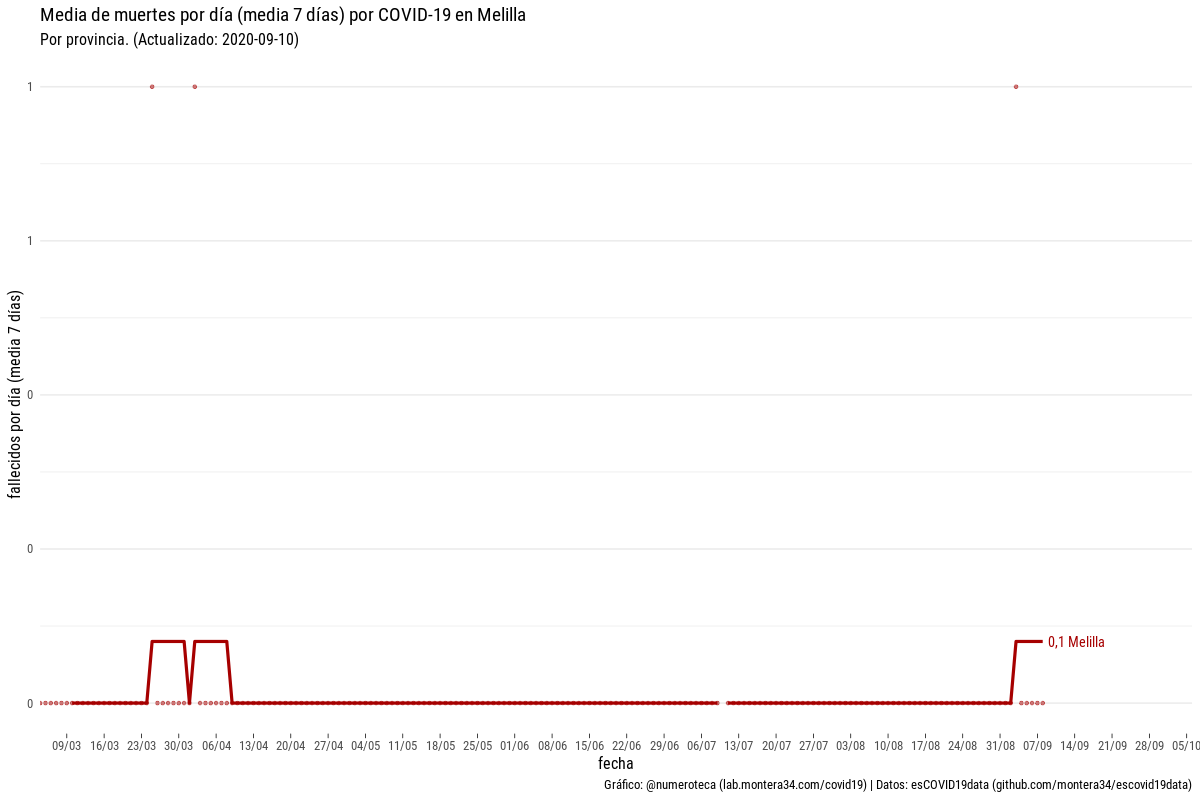 Media de muertes por día (media 7 días) por COVID-19 en Melilla
Por provincia. (Actualizado: 2020-09-10)
fallecidos por día (media 7 días)
1
1
0
0
0
0,1 Melilla
09/03 16/03 23/03 30/03 06/04 13/04 20/04 27/04 04/05 11/05 18/05 25/05 01/06 08/06 15/06 22/06 29/06 06/07 13/07 20/07 27/07 03/08 10/08 17/08 24/08 31/08 07/09 14/09 21/09 28/09 05/10
fecha
Gráfico: @numeroteca (lab.montera34.com/covid19) | Datos: esCOVID19data (github.com/montera34/escovid19data)